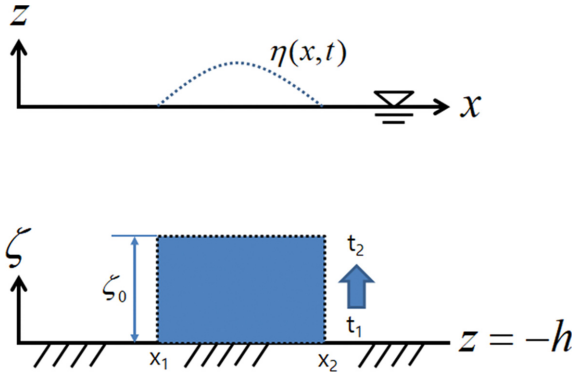 z
η(x,t)
x
ζ
ζ₀
t₂
t₁
x₁
x₂
z = −h